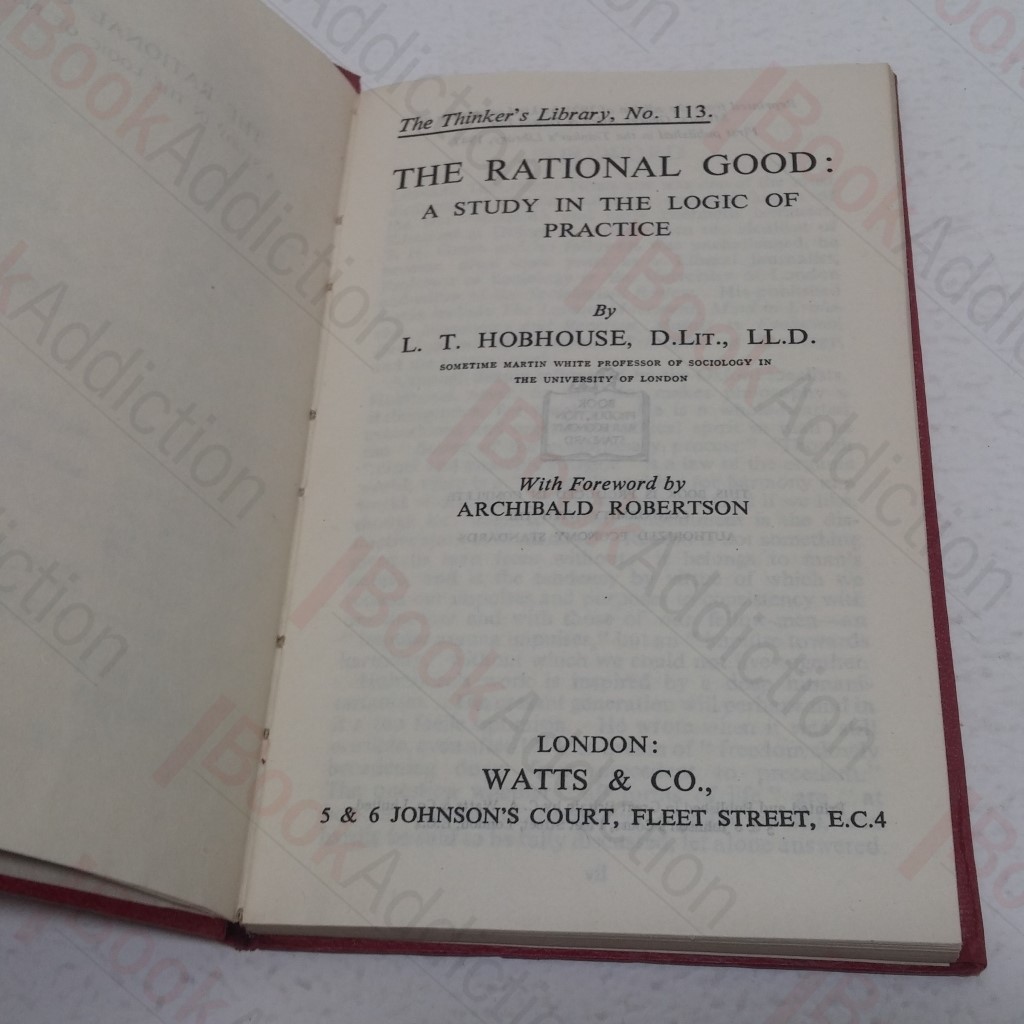 The Thinker's Library, No. 113.
THE RATIONAL GOOD:
A STUDY IN THE LOGIC OF
PRACTICE
By
L. T. HOBHOUSE, D.LIT., LL.D.
SOMETIME MARTIN WHITE PROFESSOR OF SOCIOLOGY IN
THE UNIVERSITY OF LONDON
With Foreword by
ARCHIBALD ROBERTSON
LONDON:
WATTS & CO.,
5 & 6 JOHNSON'S COURT, FLEET STREET, E.C.4
BookAddiction